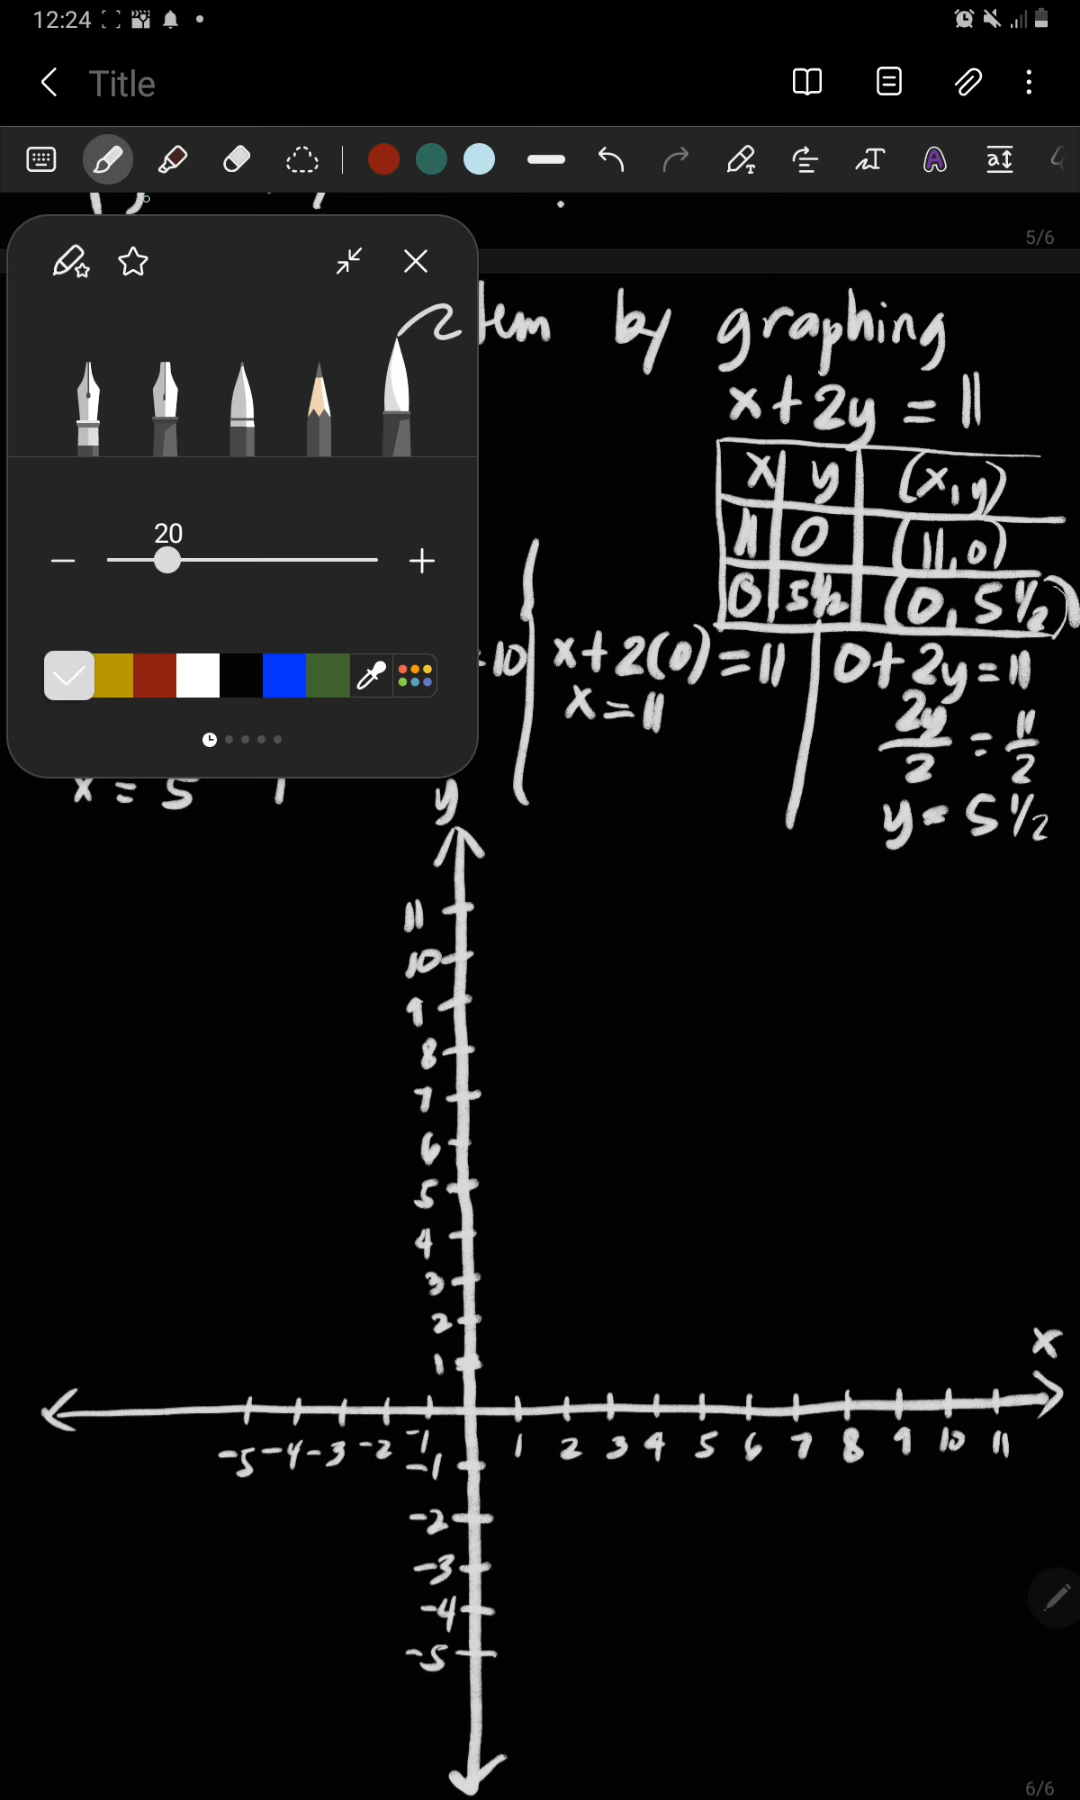 12:24
Title
5/6
tem by graphing
x+2y = 11
x y (x,y)
11 0 (11,0)
0 5½ (0, 5½)
20
10 x+2(0)=11 0+2y=11
x=11 2y/2 = 11/2
x = 5 y = 5½
y
11
10
9
8
7
6
5
4
3
2
1
x
-5 -4 -3 -2 -1 1 2 3 4 5 6 7 8 9 10 11
-1
-2
-3
-4
-5
6/6